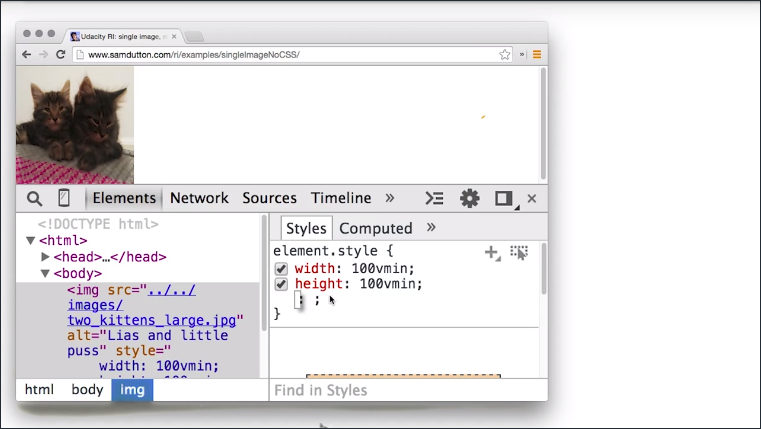 Udacity RI: single image,
www.samdutton.com/ri/examples/singleImageNoCSS/
Elements Network Sources Timeline »
<!DOCTYPE html>
▼<html>
▶<head>…</head>
▼<body>
<img src="../../
images/
two_kittens_large.jpg"
alt="Lias and little
puss" style="
width: 100vmin;
html body img
Styles Computed »
element.style {
width: 100vmin;
height: 100vmin;
: ;
}
Find in Styles